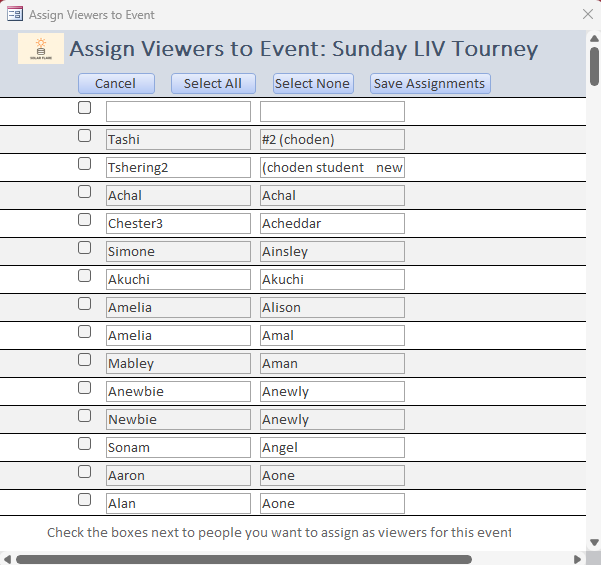 Assign Viewers to Event
SOLAR FLARE
Assign Viewers to Event: Sunday LIV Tourney
Cancel Select All Select None Save Assignments
Tashi #2 (choden)
Tshering2 (choden student new
Achal Achal
Chester3 Acheddar
Simone Ainsley
Akuchi Akuchi
Amelia Alison
Amelia Amal
Mabley Aman
Anewbie Anewly
Newbie Anewly
Sonam Angel
Aaron Aone
Alan Aone
Check the boxes next to people you want to assign as viewers for this event